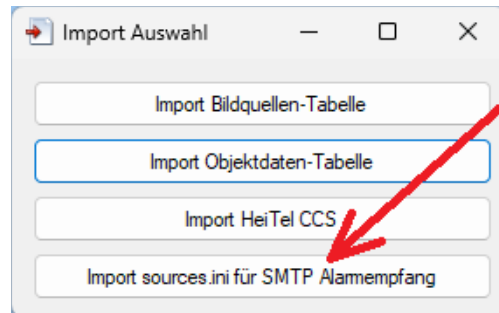 Import Auswahl
Import Bildquellen-Tabelle
Import Objektdaten-Tabelle
Import HeiTel CCS
Import sources.ini für SMTP Alarmempfang